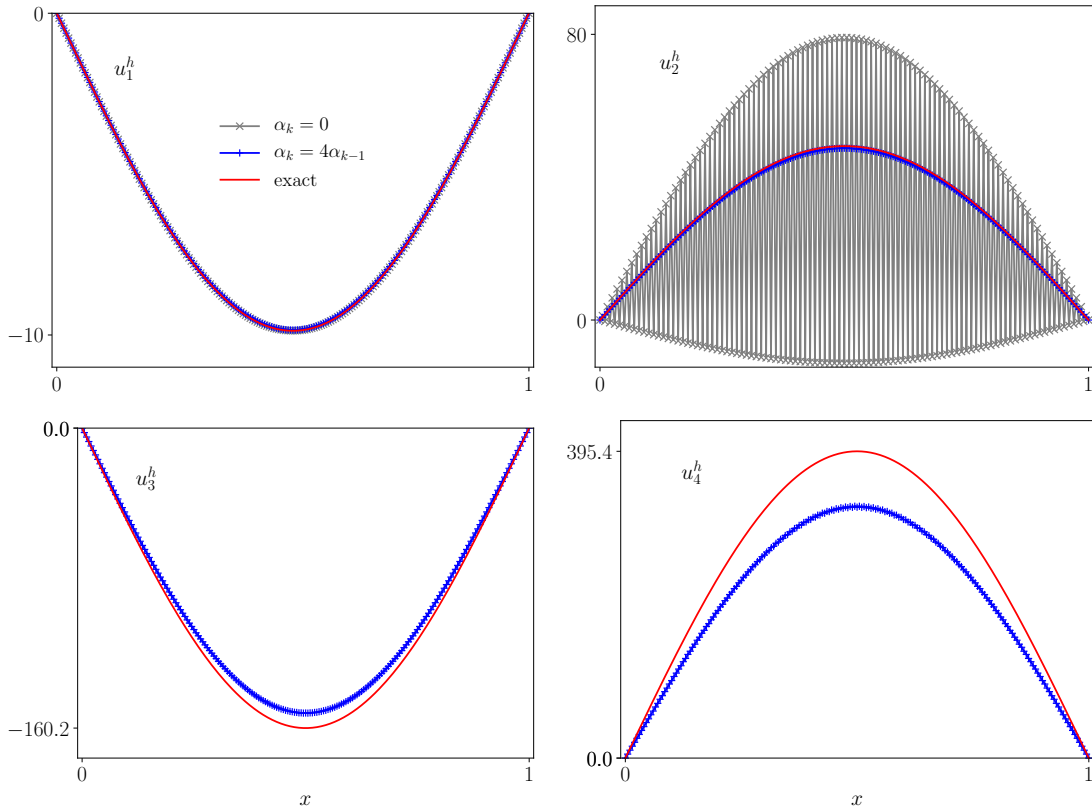 0
u_1^h
α_k = 0
α_k = 4α_{k−1}
exact
−10
0
1
80
u_2^h
0
0
1
0.0
u_3^h
−160.2
0
1
x
395.4
u_4^h
0.0
0
1
x